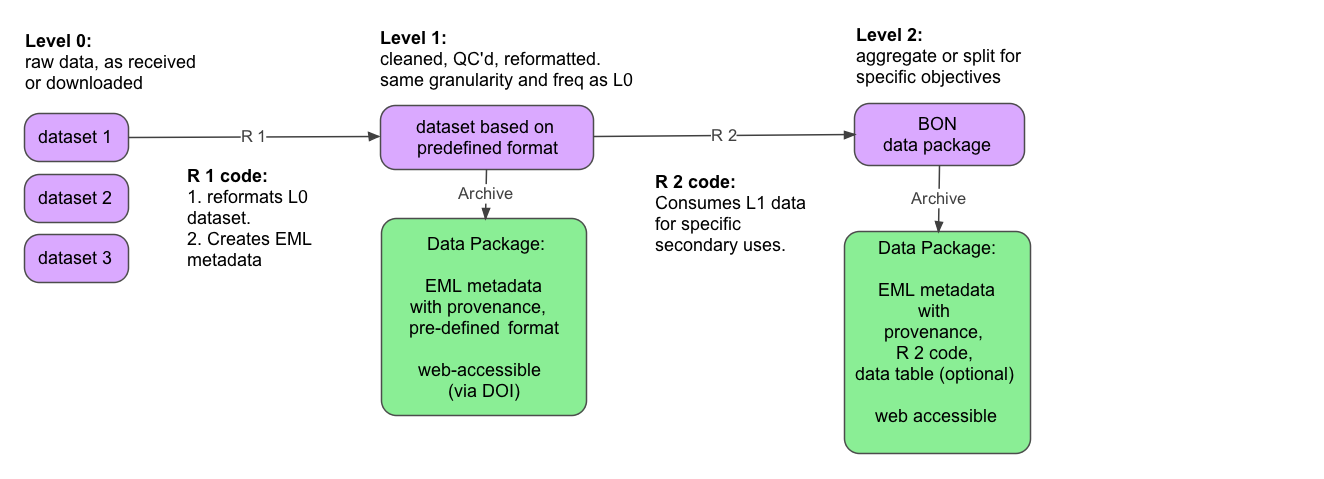 Level 0:
raw data, as received
or downloaded
dataset 1
dataset 2
dataset 3
R 1
R 1 code:
1. reformats L0
dataset.
2. Creates EML
metadata
Level 1:
cleaned, QC'd, reformatted.
same granularity and freq as L0
dataset based on
predefined format
Archive
Data Package:
EML metadata
with provenance,
pre-defined format
web-accessible
(via DOI)
R 2
R 2 code:
Consumes L1 data
for specific
secondary uses.
Level 2:
aggregate or split for
specific objectives
BON
data package
Archive
Data Package:
EML metadata
with
provenance,
R 2 code,
data table (optional)
web accessible